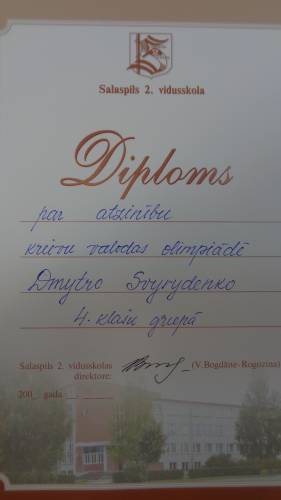 Salaspils 2. vidusskola
Diploms
par atzinību
krievu valodas olimpiādē
Dmytro Svyrydenko
4. klašu grupā
Salaspils 2. vidusskolas
direktore:
(V.Bogdāne-Rogozina)
200_. gada